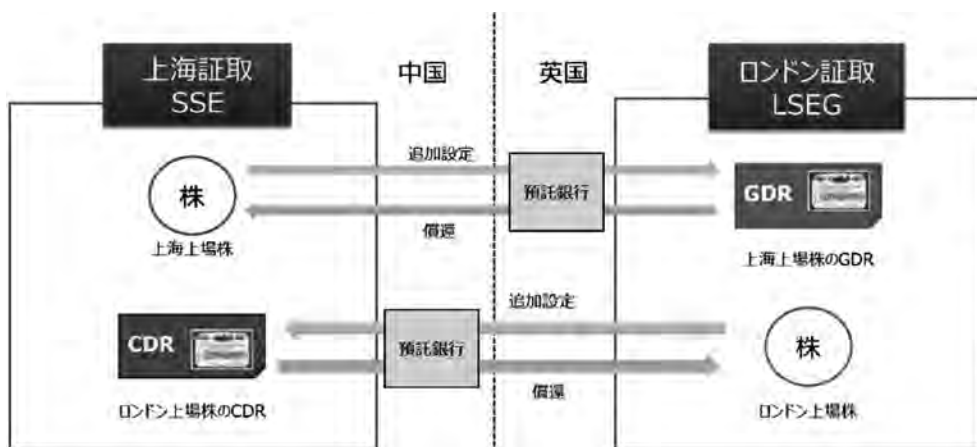 上海証取
SSE
中国
英国
ロンドン証取
LSEG
追加設定
株
預託銀行
GDR
償還
上海上場株
上海上場株のGDR
追加設定
CDR
預託銀行
株
償還
ロンドン上場株のCDR
ロンドン上場株